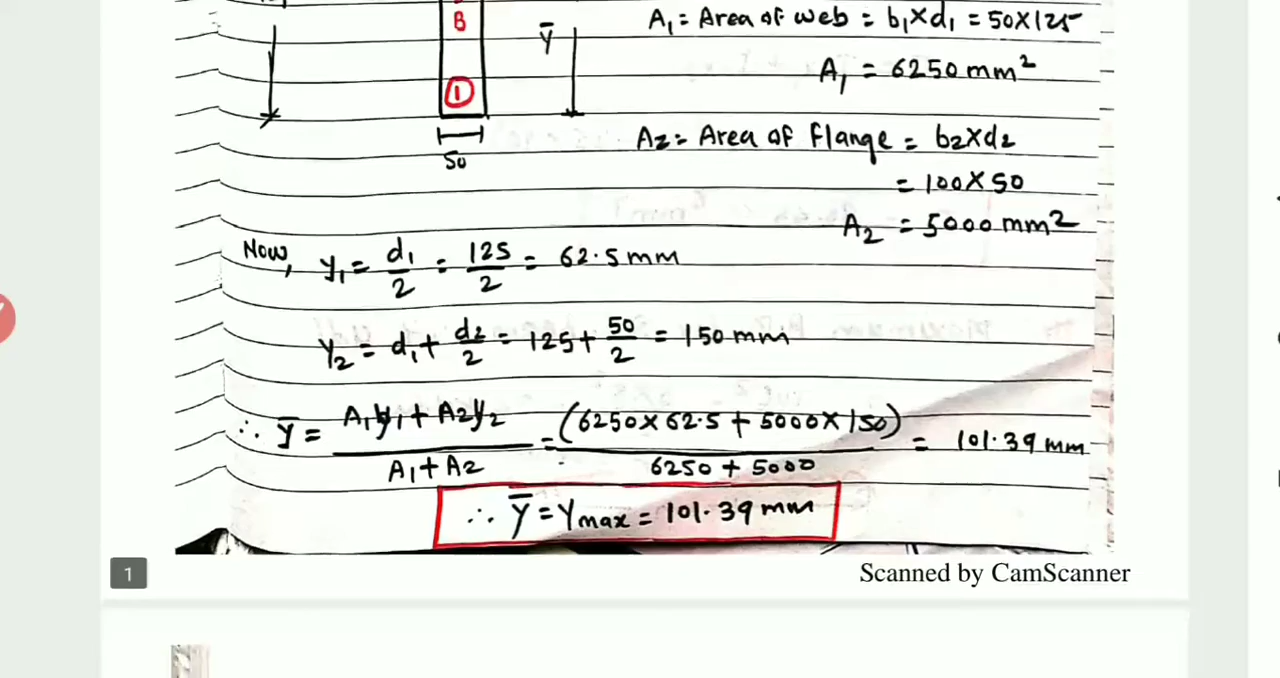 B
ȳ
A₁ = Area of web = b₁ x d₁ = 50 X 125
A₁ = 6250 mm²
1
50
A₂ = Area of Flange = b₂ x d₂
= 100 X 50
A₂ = 5000 mm²
Now, y₁ = d₁/2 = 125/2 = 62.5 mm
y₂ = d₁ + d₂/2 = 125 + 50/2 = 150 mm
∴ ȳ = A₁y₁ + A₂y₂ / A₁ + A₂ = (6250 x 62.5 + 5000 x 150) / 6250 + 5000 = 101.39 mm
∴ ȳ = Ymax = 101.39 mm
1
Scanned by CamScanner